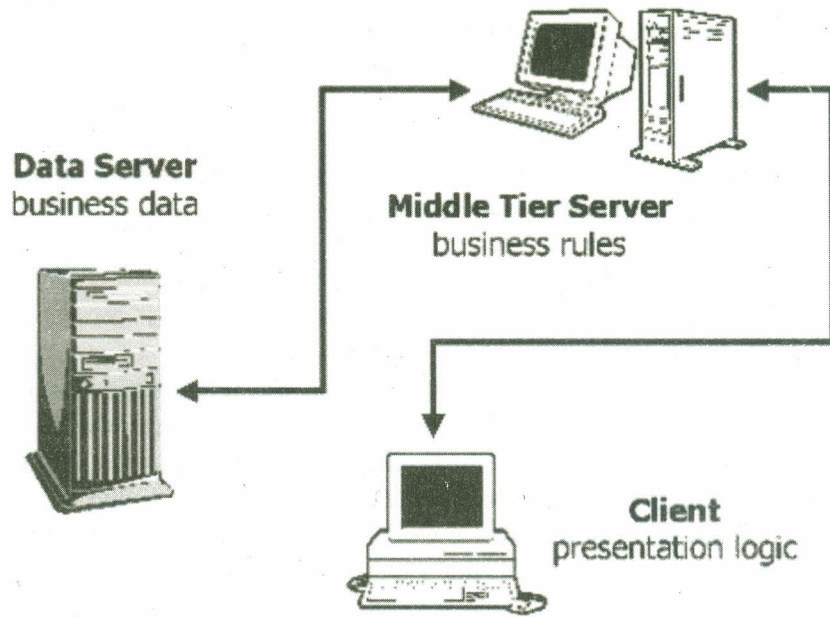 Data Server
business data
Middle Tier Server
business rules
Client
presentation logic